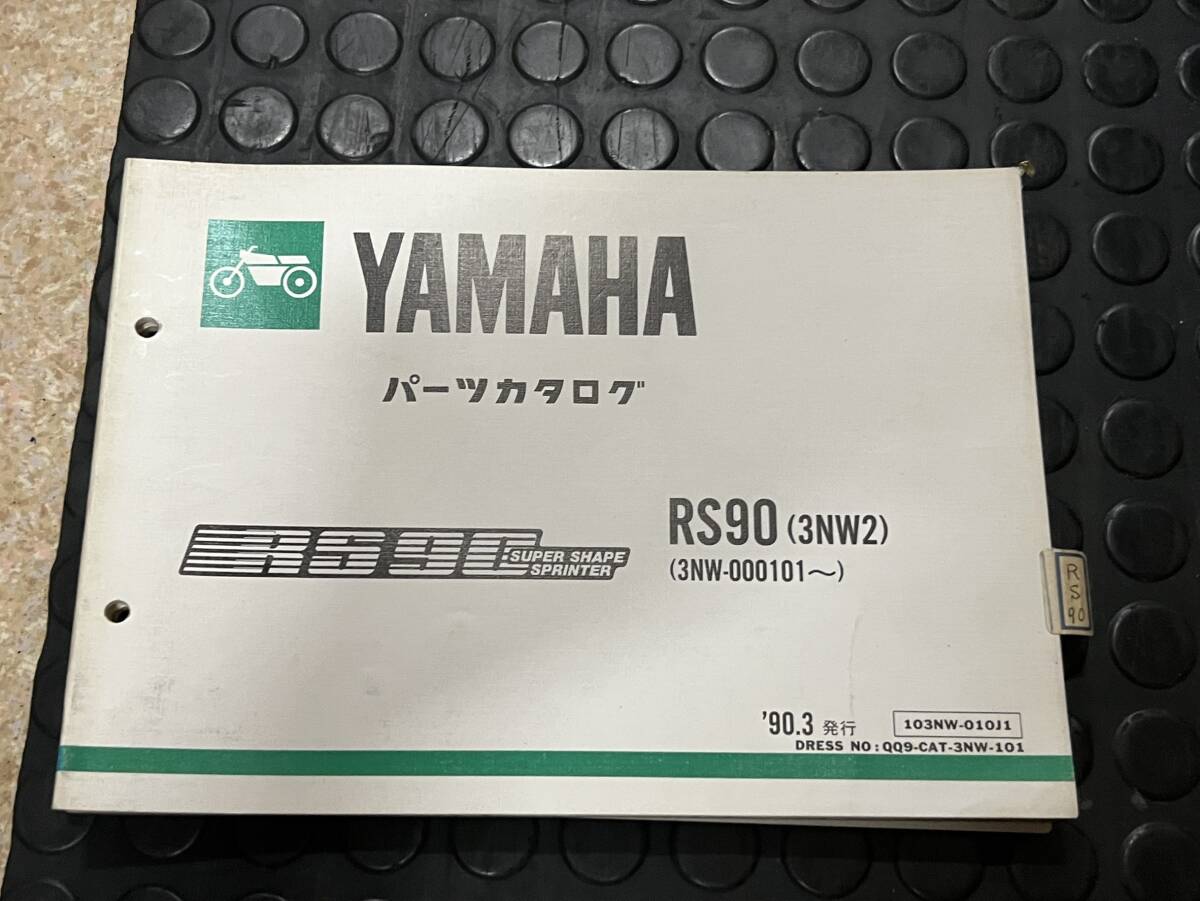 YAMAHA
パーツカタログ
RS90 SUPER SHAPE
SPRINTER
RS90 (3NW2)
(3NW-000101〜)
R
S
90
'90.3 発行
103NW-010J1
DRESS NO: QQ9-CAT-3NW-101